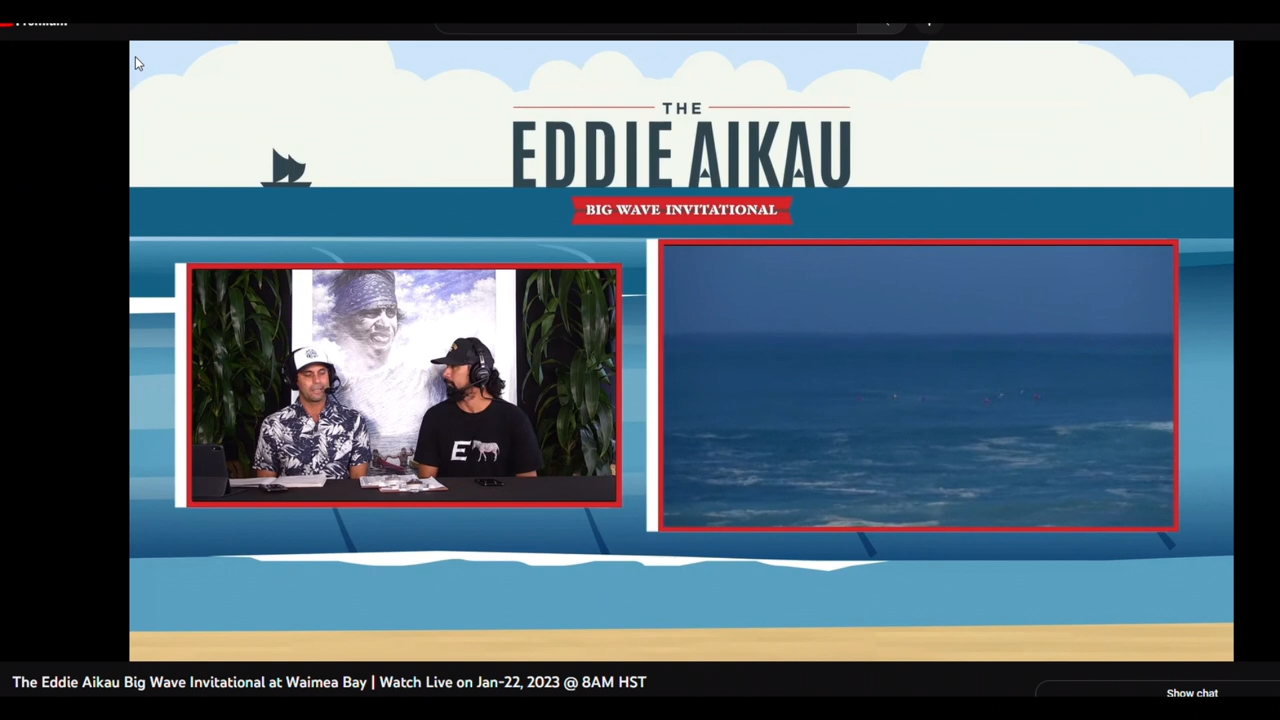 Premium
THE
EDDIE AIKAU
BIG WAVE INVITATIONAL
E
The Eddie Aikau Big Wave Invitational at Waimea Bay | Watch Live on Jan-22, 2023 @ 8AM HST
Show chat